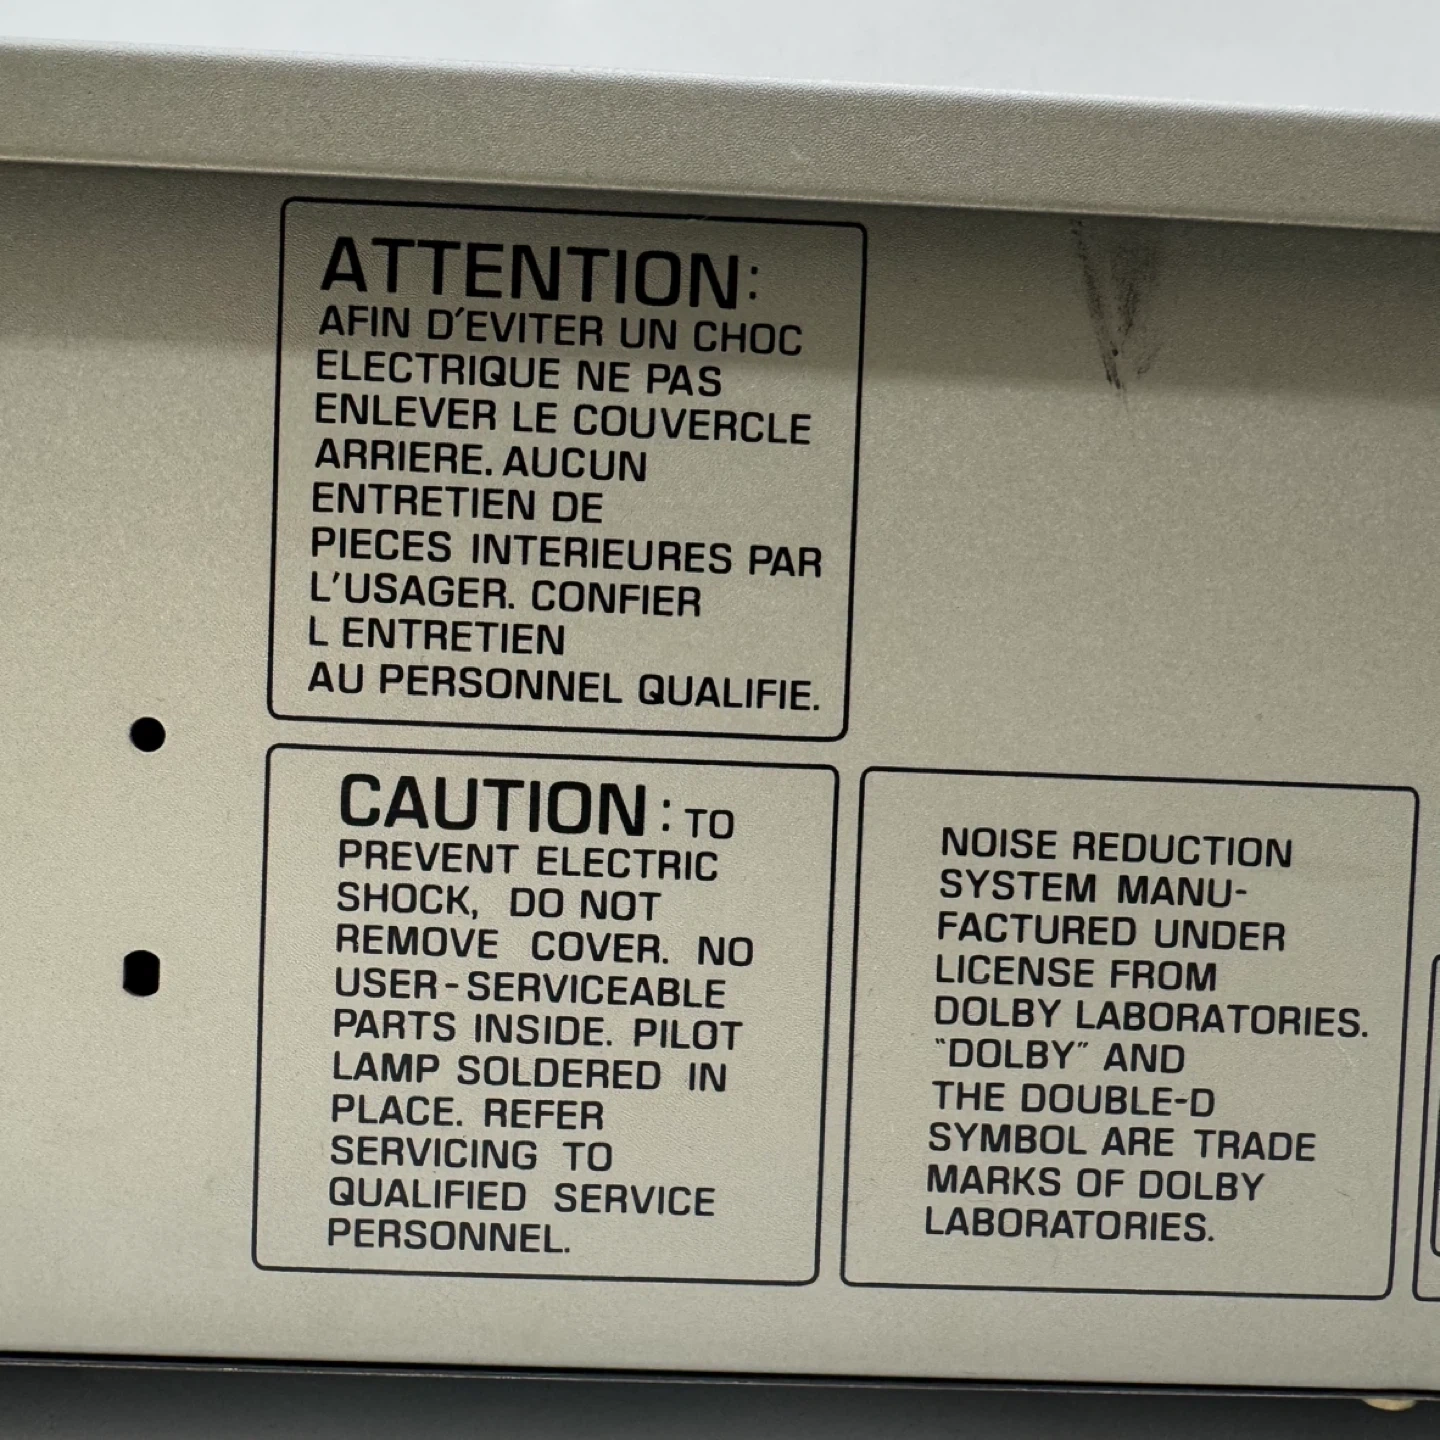 ATTENTION:
AFIN D'EVITER UN CHOC
ELECTRIQUE NE PAS
ENLEVER LE COUVERCLE
ARRIERE. AUCUN
ENTRETIEN DE
PIECES INTERIEURES PAR
L'USAGER. CONFIER
L ENTRETIEN
AU PERSONNEL QUALIFIE.
CAUTION: TO
PREVENT ELECTRIC
SHOCK, DO NOT
REMOVE COVER. NO
USER-SERVICEABLE
PARTS INSIDE. PILOT
LAMP SOLDERED IN
PLACE. REFER
SERVICING TO
QUALIFIED SERVICE
PERSONNEL.
NOISE REDUCTION
SYSTEM MANU-
FACTURED UNDER
LICENSE FROM
DOLBY LABORATORIES.
"DOLBY" AND
THE DOUBLE-D
SYMBOL ARE TRADE
MARKS OF DOLBY
LABORATORIES.